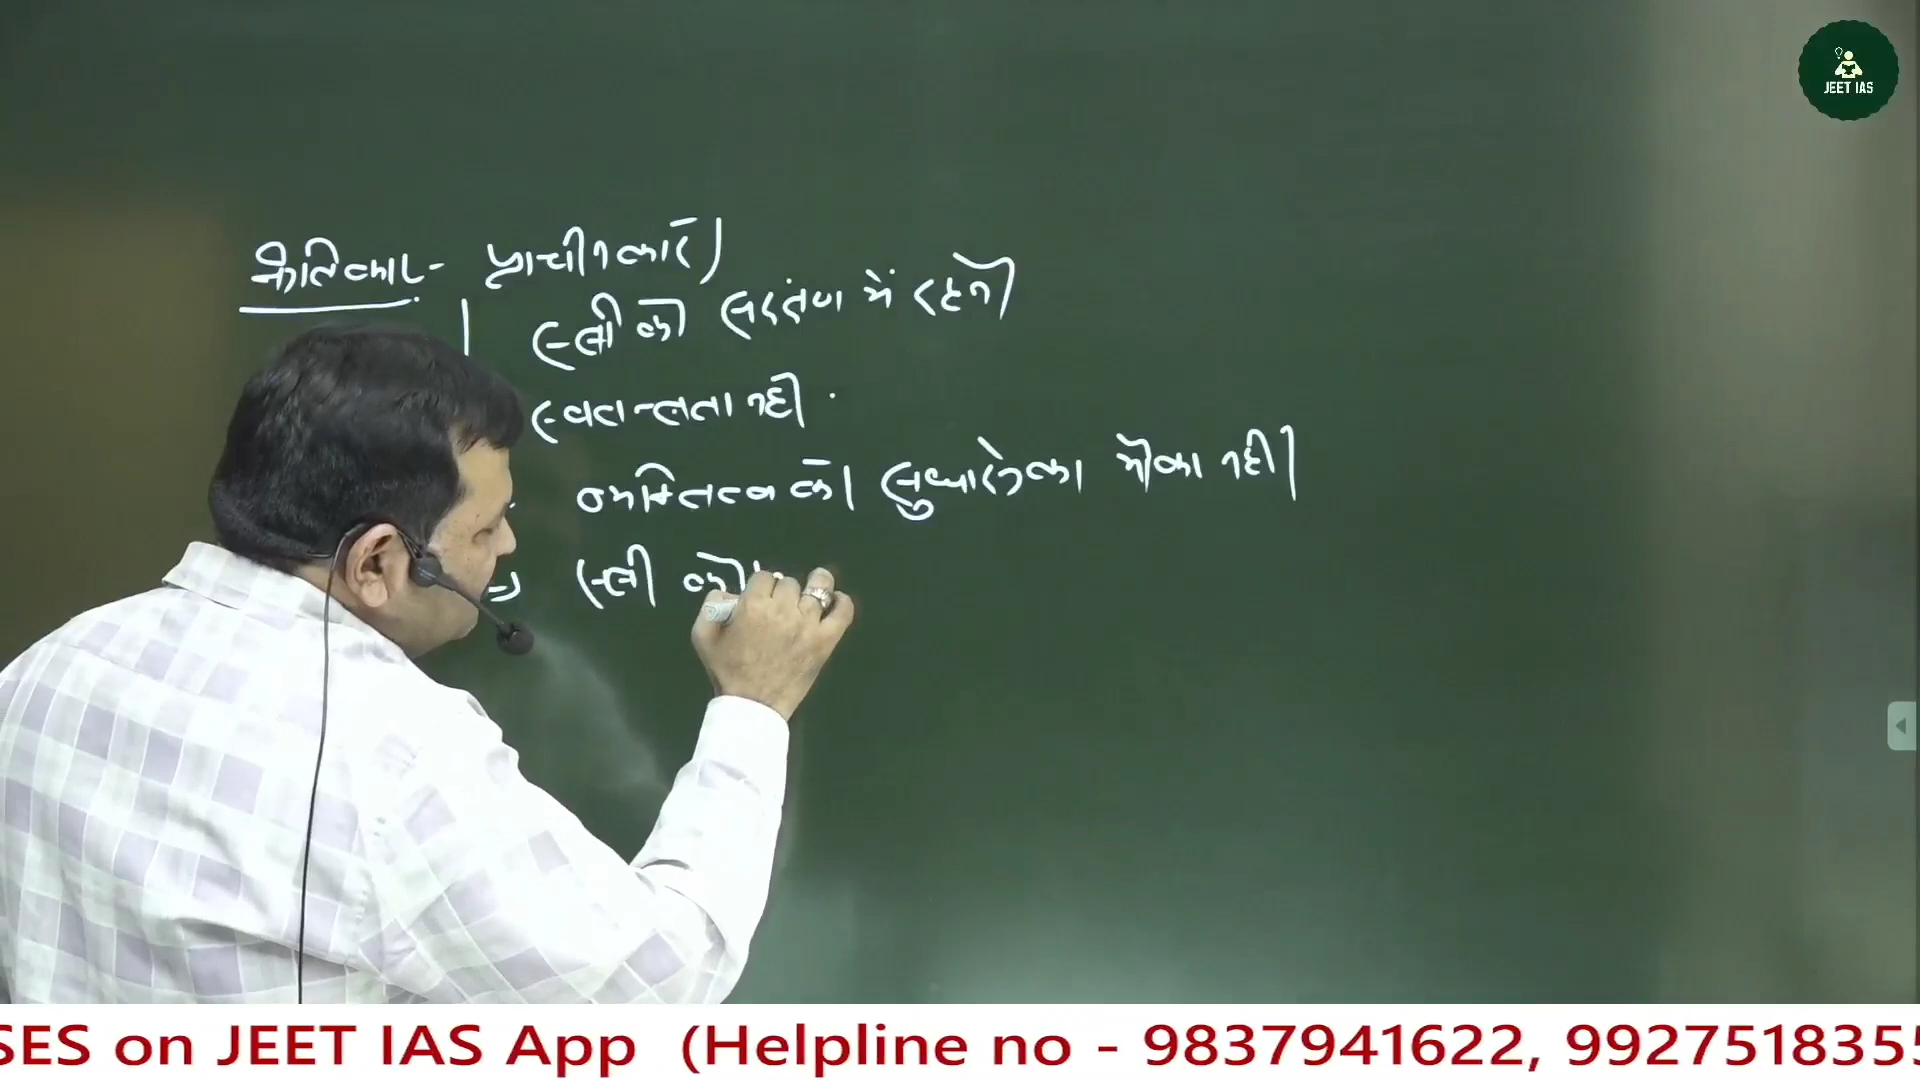 JEET IAS
नीतिकार- प्राचीनकार)
स्त्री को सरक्षण में रहने
स्वतन्त्रता नही .
व्यक्तित्व को सुधारने का मौका नही।
=> स्त्री को
SES on JEET IAS App (Helpline no - 9837941622, 992751835